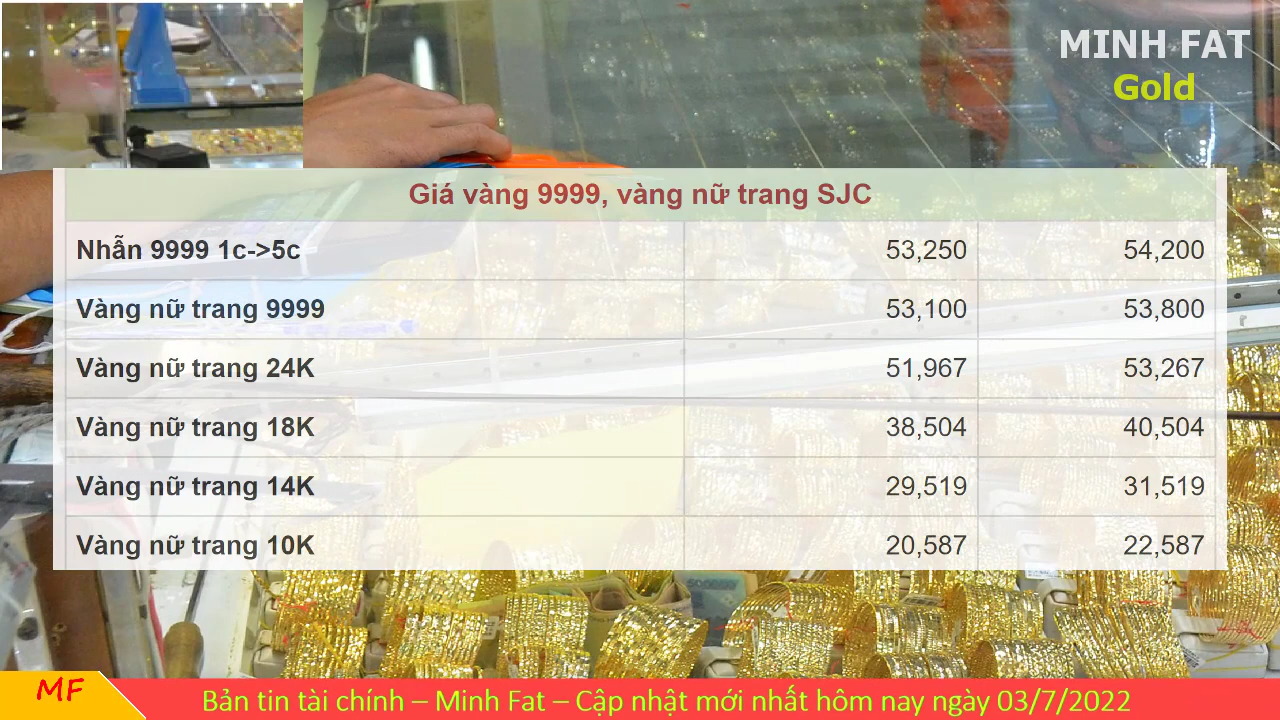 MINH FAT
Gold
Giá vàng 9999, vàng nữ trang SJC
Nhẫn 9999 1c->5c 53,250 54,200
Vàng nữ trang 9999 53,100 53,800
Vàng nữ trang 24K 51,967 53,267
Vàng nữ trang 18K 38,504 40,504
Vàng nữ trang 14K 29,519 31,519
Vàng nữ trang 10K 20,587 22,587
MF
Bản tin tài chính – Minh Fat – Cập nhật mới nhất hôm nay ngày 03/7/2022